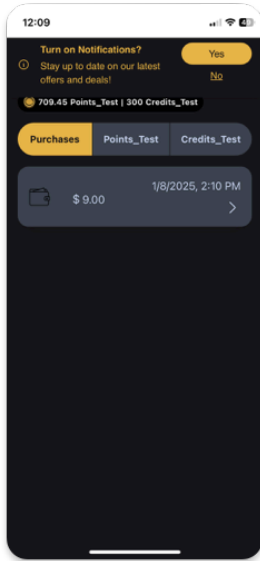 12:09
Turn on Notifications?
Yes
Stay up to date on our latest
offers and deals!
No
709.45 Points_Test | 300 Credits_Test
Purchases Points_Test Credits_Test
1/8/2025, 2:10 PM
$ 9.00